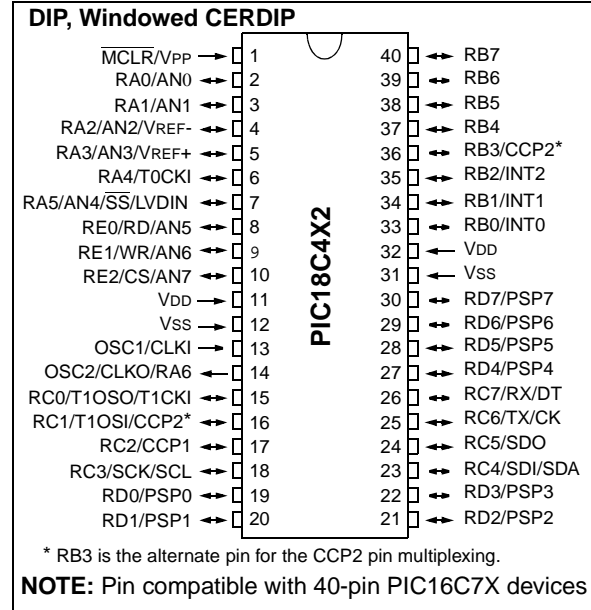 DIP, Windowed CERDIP
MCLR/VPP 1 40 RB7
RA0/AN0 2 39 RB6
RA1/AN1 3 38 RB5
RA2/AN2/VREF- 4 37 RB4
RA3/AN3/VREF+ 5 36 RB3/CCP2*
RA4/T0CKI 6 35 RB2/INT2
RA5/AN4/SS/LVDIN 7 34 RB1/INT1
RE0/RD/AN5 8 33 RB0/INT0
RE1/WR/AN6 9 32 VDD
RE2/CS/AN7 10 31 VSS
VDD 11 30 RD7/PSP7
VSS 12 29 RD6/PSP6
OSC1/CLKI 13 28 RD5/PSP5
OSC2/CLKO/RA6 14 27 RD4/PSP4
RC0/T1OSO/T1CKI 15 26 RC7/RX/DT
RC1/T1OSI/CCP2* 16 25 RC6/TX/CK
RC2/CCP1 17 24 RC5/SDO
RC3/SCK/SCL 18 23 RC4/SDI/SDA
RD0/PSP0 19 22 RD3/PSP3
RD1/PSP1 20 21 RD2/PSP2
PIC18C4X2
* RB3 is the alternate pin for the CCP2 pin multiplexing.
NOTE: Pin compatible with 40-pin PIC16C7X devices